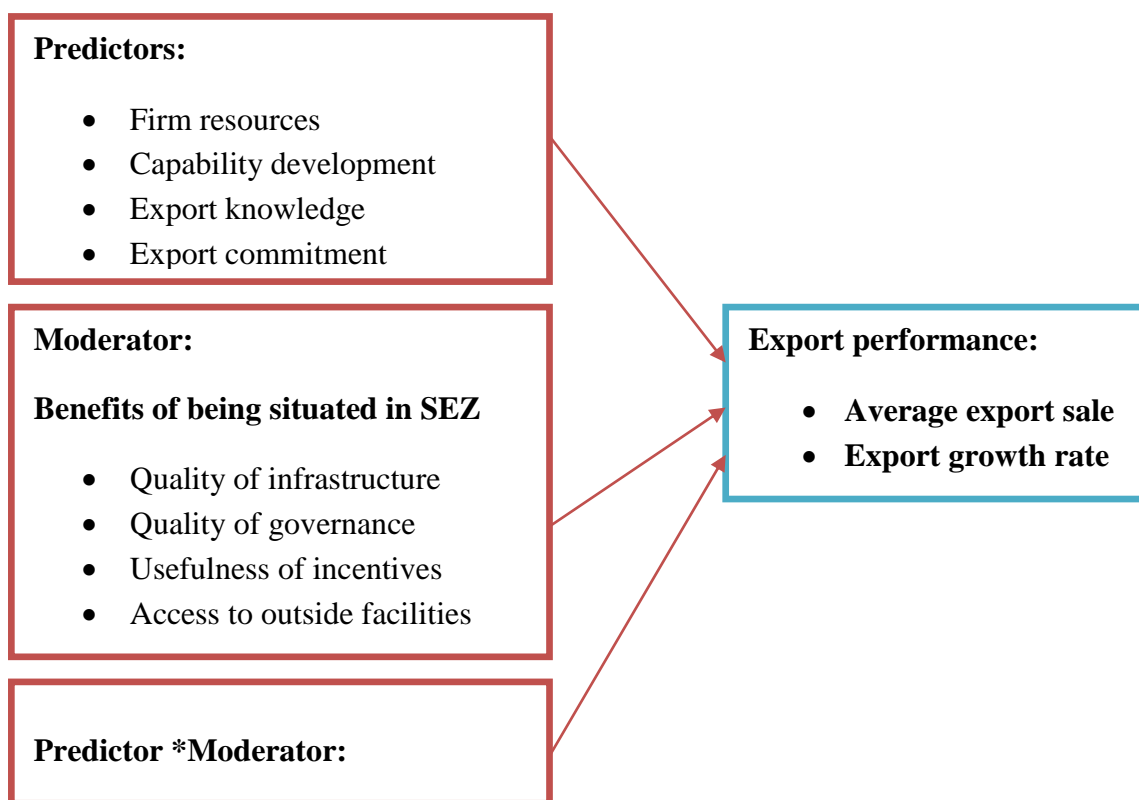 Predictors:
• Firm resources
• Capability development
• Export knowledge
• Export commitment
Moderator:
Benefits of being situated in SEZ
• Quality of infrastructure
• Quality of governance
• Usefulness of incentives
• Access to outside facilities
Predictor *Moderator:
Export performance:
• Average export sale
• Export growth rate